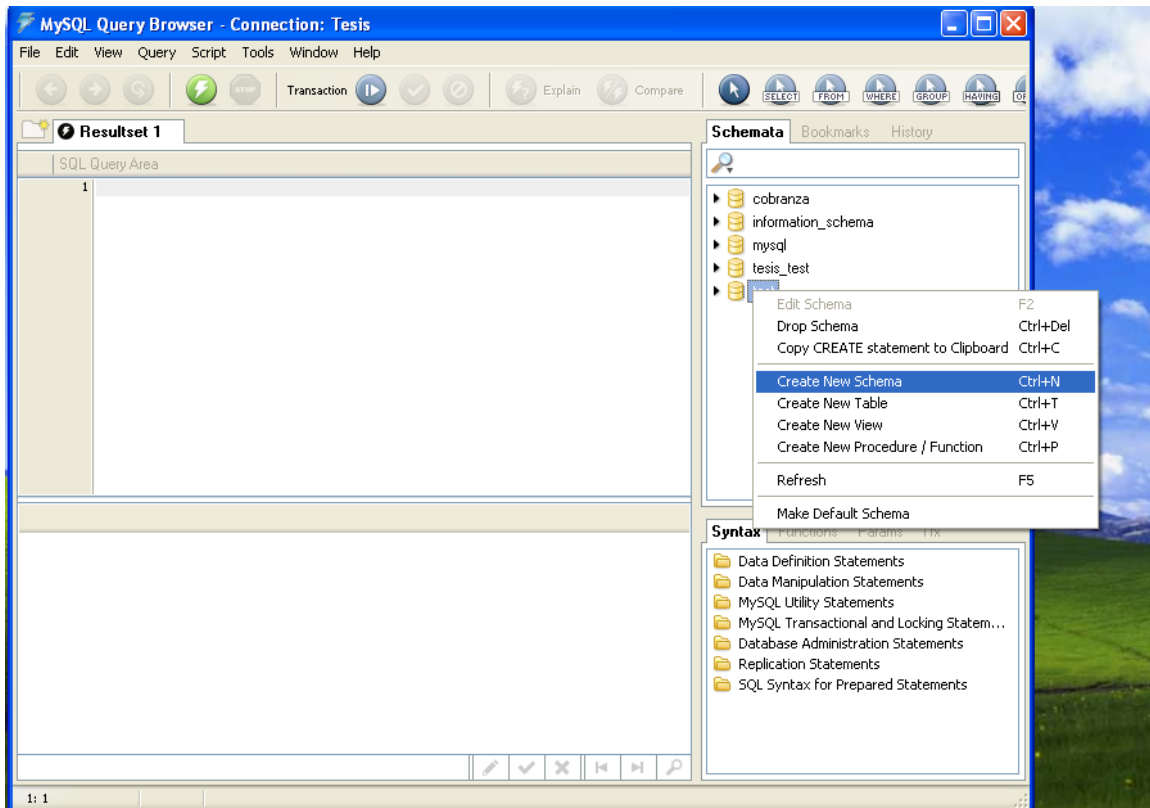 MySQL Query Browser - Connection: Tesis
File Edit View Query Script Tools Window Help
STOP Transaction Explain Compare SELECT FROM WHERE GROUP HAVING
Resultset 1
Schemata Bookmarks History
SQL Query Area
1
cobranza
information_schema
mysql
tesis_test
Edit Schema F2
Drop Schema Ctrl+Del
Copy CREATE statement to Clipboard Ctrl+C
Create New Schema Ctrl+N
Create New Table Ctrl+T
Create New View Ctrl+V
Create New Procedure / Function Ctrl+P
Refresh F5
Make Default Schema
Syntax Functions Params Trx
Data Definition Statements
Data Manipulation Statements
MySQL Utility Statements
MySQL Transactional and Locking Statem...
Database Administration Statements
Replication Statements
SQL Syntax for Prepared Statements
1: 1